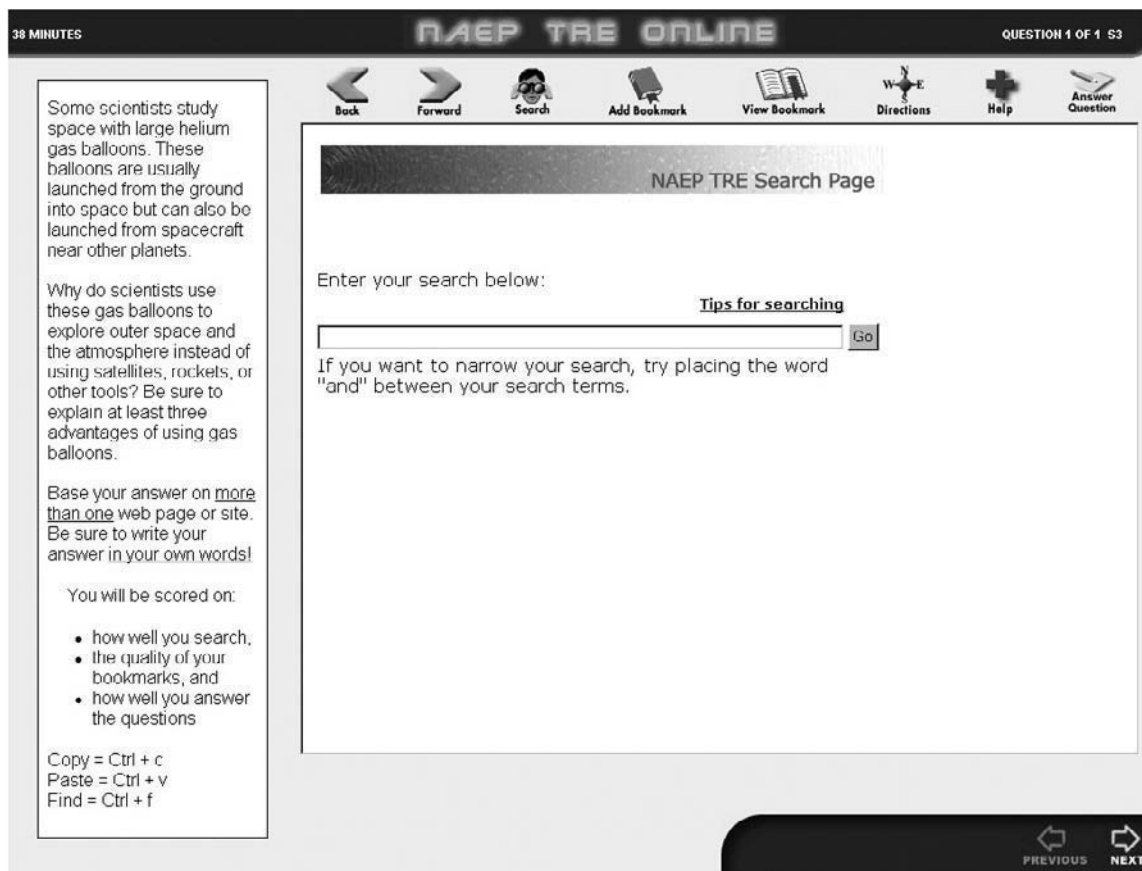 38 MINUTES
NAEP TRE ONLINE
QUESTION 1 OF 1 S3
Some scientists study
space with large helium
gas balloons. These
balloons are usually
launched from the ground
into space but can also be
launched from spacecraft
near other planets.
Why do scientists use
these gas balloons to
explore outer space and
the atmosphere instead of
using satellites, rockets, or
other tools? Be sure to
explain at least three
advantages of using gas
balloons.
Base your answer on more
than one web page or site.
Be sure to write your
answer in your own words!
You will be scored on:
• how well you search,
• the quality of your
bookmarks, and
• how well you answer
the questions
Copy = Ctrl + c
Paste = Ctrl + v
Find = Ctrl + f
Back
Forward
Search
Add Bookmark
View Bookmark
N
W E
S
Directions
Help
Answer
Question
NAEP TRE Search Page
Enter your search below:
Tips for searching
Go
If you want to narrow your search, try placing the word
"and" between your search terms.
PREVIOUS
NEXT